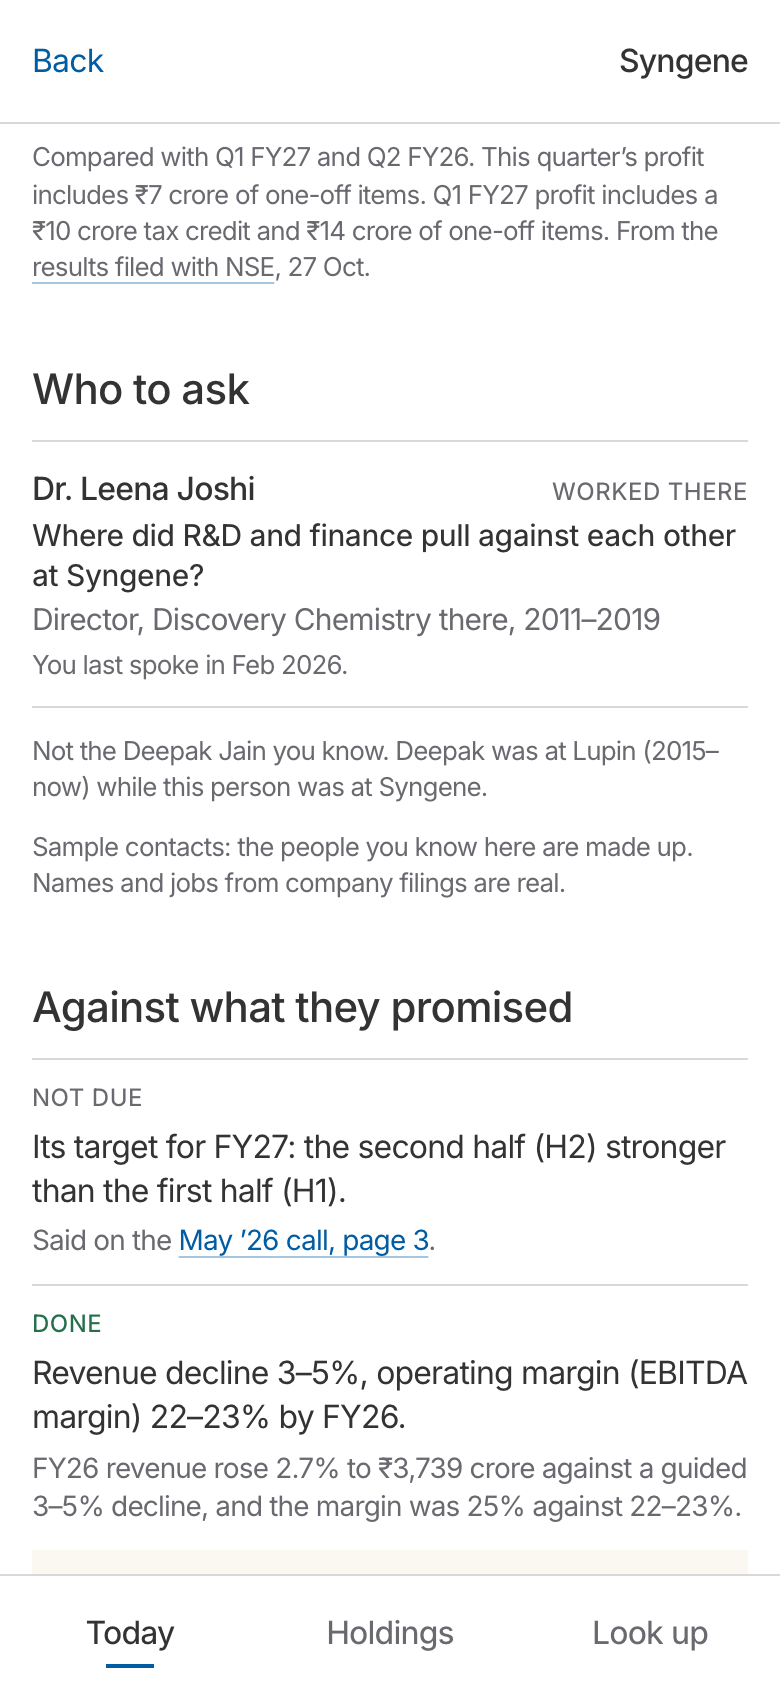 Back
Syngene
Compared with Q1 FY27 and Q2 FY26. This quarter’s profit
includes ₹7 crore of one-off items. Q1 FY27 profit includes a
₹10 crore tax credit and ₹14 crore of one-off items. From the
results filed with NSE, 27 Oct.
Who to ask
Dr. Leena Joshi
WORKED THERE
Where did R&D and finance pull against each other
at Syngene?
Director, Discovery Chemistry there, 2011–2019
You last spoke in Feb 2026.
Not the Deepak Jain you know. Deepak was at Lupin (2015–
now) while this person was at Syngene.
Sample contacts: the people you know here are made up.
Names and jobs from company filings are real.
Against what they promised
NOT DUE
Its target for FY27: the second half (H2) stronger
than the first half (H1).
Said on the May ’26 call, page 3.
DONE
Revenue decline 3–5%, operating margin (EBITDA
margin) 22–23% by FY26.
FY26 revenue rose 2.7% to ₹3,739 crore against a guided
3–5% decline, and the margin was 25% against 22–23%.
Today
Holdings
Look up